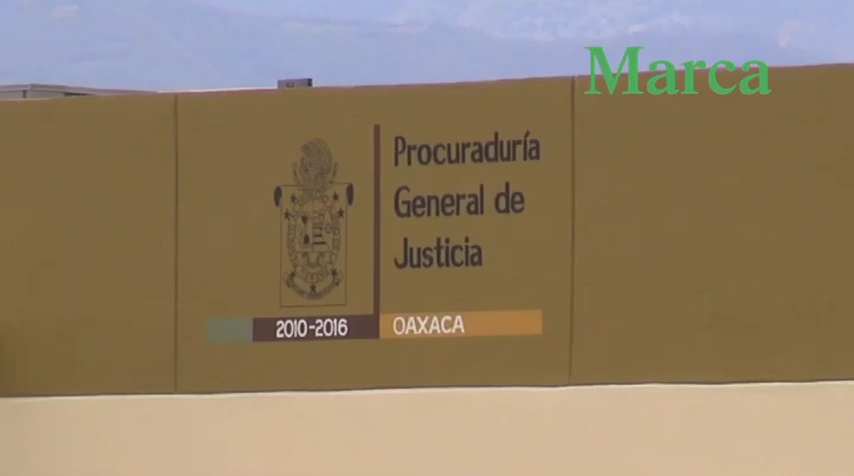 Marca
Procuraduría
General de
Justicia
2010-2016
OAXACA